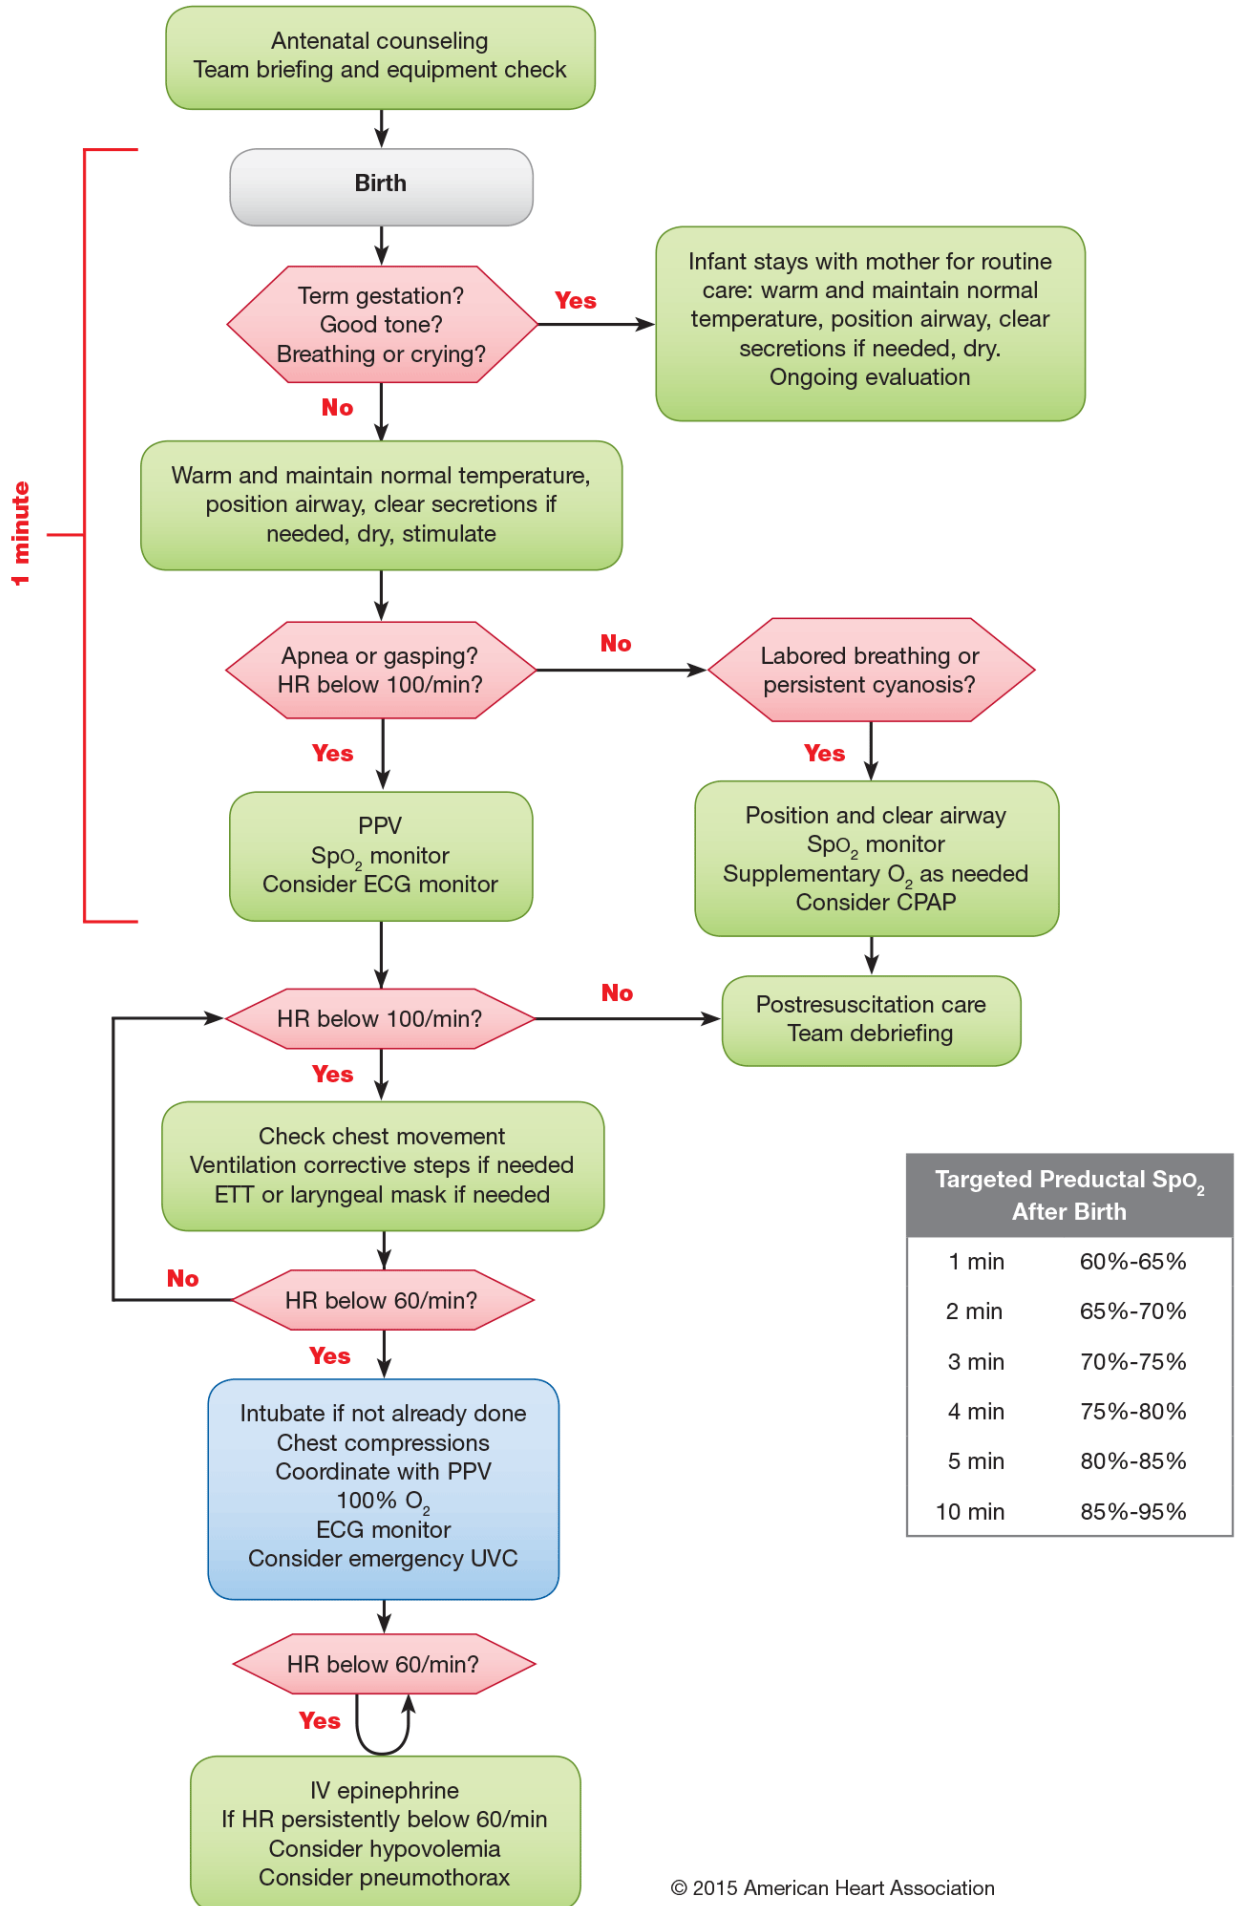 Antenatal counseling
Team briefing and equipment check
Birth
Term gestation?
Good tone?
Breathing or crying?
Yes
Infant stays with mother for routine
care: warm and maintain normal
temperature, position airway, clear
secretions if needed, dry.
Ongoing evaluation
No
Warm and maintain normal temperature,
position airway, clear secretions if
needed, dry, stimulate
1 minute
Apnea or gasping?
HR below 100/min?
No
Labored breathing or
persistent cyanosis?
Yes
Yes
PPV
SpO₂ monitor
Consider ECG monitor
Position and clear airway
SpO₂ monitor
Supplementary O₂ as needed
Consider CPAP
HR below 100/min?
No
Postresuscitation care
Team debriefing
Yes
Check chest movement
Ventilation corrective steps if needed
ETT or laryngeal mask if needed
No
HR below 60/min?
Yes
Intubate if not already done
Chest compressions
Coordinate with PPV
100% O₂
ECG monitor
Consider emergency UVC
HR below 60/min?
Yes
IV epinephrine
If HR persistently below 60/min
Consider hypovolemia
Consider pneumothorax
Targeted Preductal SpO₂
After Birth
1 min 60%-65%
2 min 65%-70%
3 min 70%-75%
4 min 75%-80%
5 min 80%-85%
10 min 85%-95%
© 2015 American Heart Association